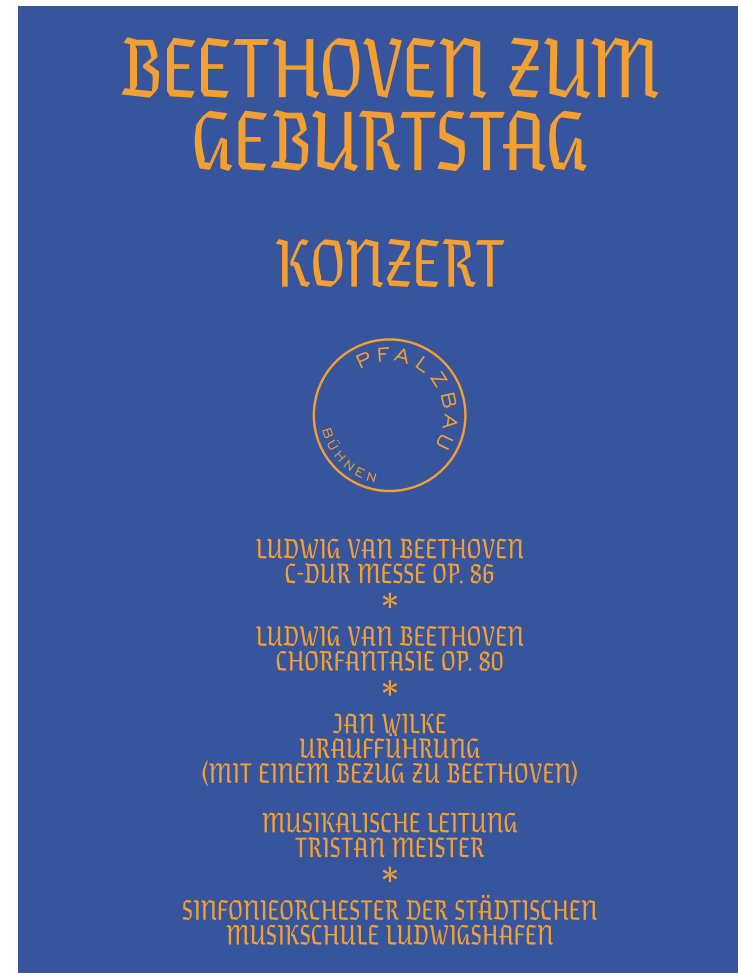 BEETHOVEN ZUM
GEBURTSTAG
KONZERT
PFALZBAU
BÜHNEN
LUDWIG VAN BEETHOVEN
C-DUR MESSE OP. 86
*
LUDWIG VAN BEETHOVEN
CHORFANTASIE OP. 80
*
JAN WILKE
URAUFFÜHRUNG
(MIT EINEM BEZUG ZU BEETHOVEN)
MUSIKALISCHE LEITUNG
TRISTAN MEISTER
*
SINFONIEORCHESTER DER STÄDTISCHEN
MUSIKSCHULE LUDWIGSHAFEN